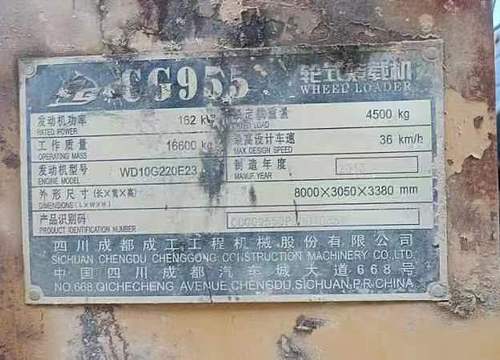 CG955 轮式装载机
WHEEL LOADER
发动机功率 162 kW 额定载重量 4500 kg
RATED POWER RATED LOAD
工作质量 16600 kg 最高设计车速 36 km/h
OPERATING MASS MAX DESIGN SPEED
发动机型号 WD10G220E23 制造年度
ENGINE MODEL MANUF.YEAR
外形尺寸(长×宽×高) 8000×3050×3380 mm
DIMENSIONS (L×W×H)
产品识别码
PRODUCT IDENTIFICATION NUMBER
四川成都成工工程机械股份有限公司
SICHUAN CHENGDU CHENGGONG CONSTRUCTION MACHINERY CO.,LTD.
中国四川成都汽车城大道668号
NO.668,QICHECHENG AVENUE,CHENGDU,SICHUAN,P.R.CHINA